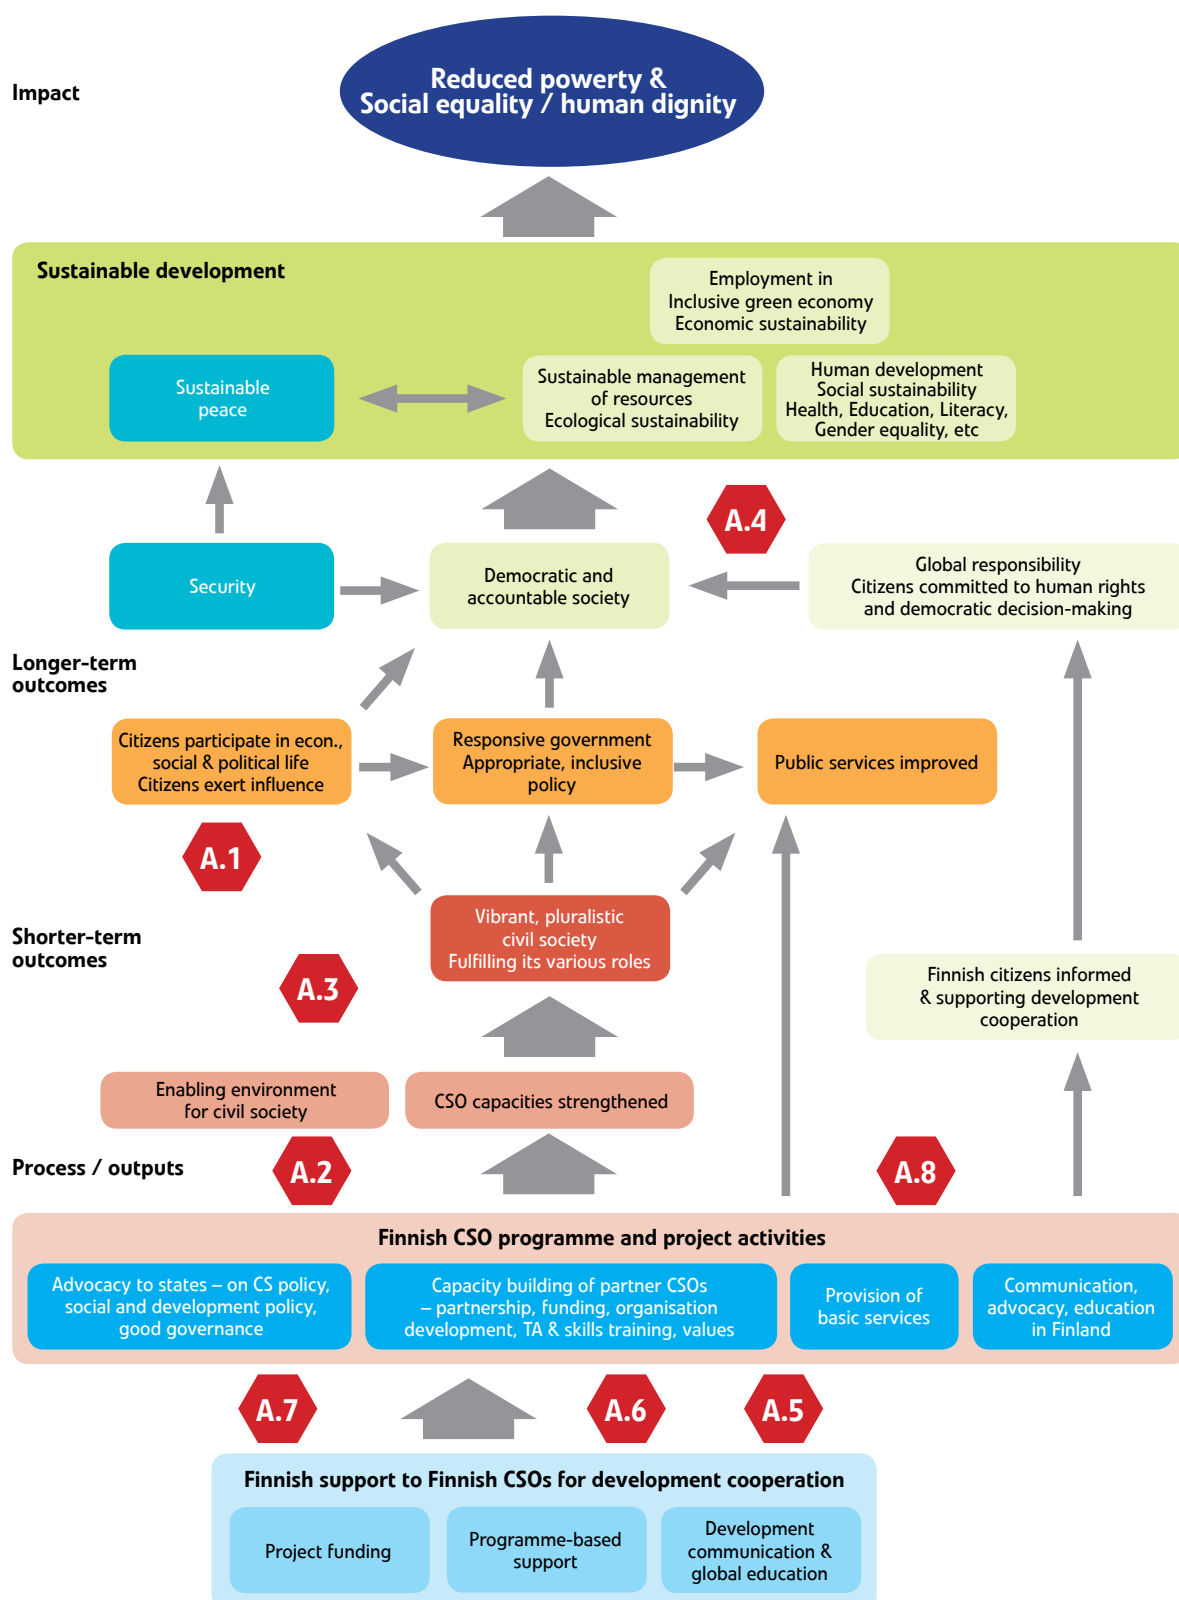 Impact
Reduced powerty &
Social equality / human dignity
Sustainable development
Employment in
Inclusive green economy
Economic sustainability
Sustainable
peace
Sustainable management
of resources
Ecological sustainability
Human development
Social sustainability
Health, Education, Literacy,
Gender equality, etc
A.4
Security
Democratic and
accountable society
Global responsibility
Citizens committed to human rights
and democratic decision-making
Longer-term
outcomes
Citizens participate in econ.,
social & political life
Citizens exert influence
Responsive government
Appropriate, inclusive
policy
Public services improved
A.1
Shorter-term
outcomes
Vibrant, pluralistic
civil society
Fulfilling its various roles
A.3
Finnish citizens informed
& supporting development
cooperation
Enabling environment
for civil society
CSO capacities strengthened
Process / outputs
A.2
A.8
Finnish CSO programme and project activities
Advocacy to states – on CS policy,
social and development policy,
good governance
Capacity building of partner CSOs
– partnership, funding, organisation
development, TA & skills training, values
Provision of
basic services
Communication,
advocacy, education
in Finland
A.7
A.6
A.5
Finnish support to Finnish CSOs for development cooperation
Project funding
Programme-based
support
Development
communication &
global education